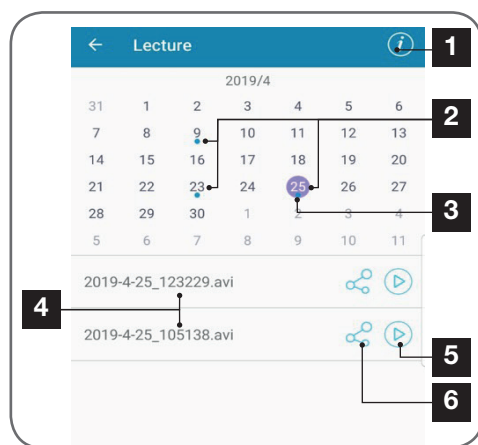 ← Lecture i 1
2019/4
31 1 2 3 4 5 6
7 8 9 10 11 12 13 2
14 15 16 17 18 19 20
21 22 23 24 25 26 27
3
28 29 30 1 2 3 4
5 6 7 8 9 10 11
2019-4-25_123229.avi
4
2019-4-25_105138.avi
5
6